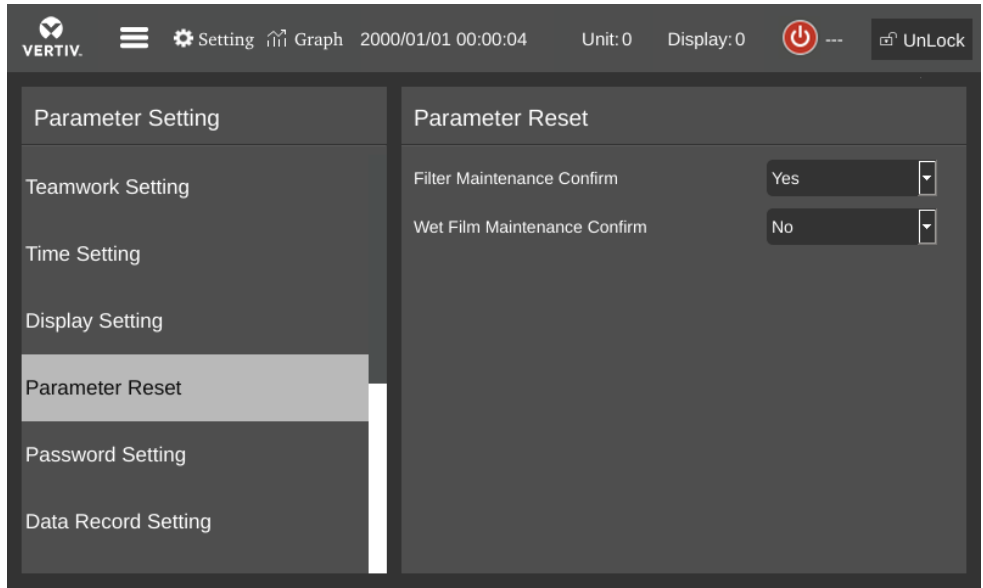 VERTIV.
Setting Graph 2000/01/01 00:00:04 Unit: 0 Display: 0 --- UnLock
Parameter Setting
Teamwork Setting
Time Setting
Display Setting
Parameter Reset
Password Setting
Data Record Setting
Parameter Reset
Filter Maintenance Confirm Yes
Wet Film Maintenance Confirm No